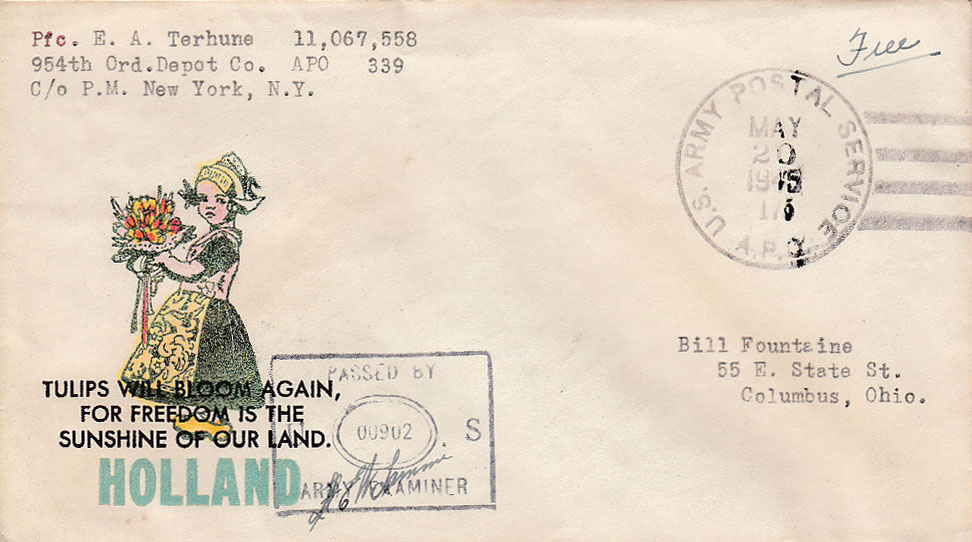 Pfc. E. A. Terhune 11,067,558
954th Ord.Depot Co. APO 339
C/o P.M. New York, N.Y.
Free
U.S. ARMY POSTAL SERVICE
MAY
20
A.P.O.
Bill Fountaine
55 E. State St.
Columbus, Ohio.
TULIPS WILL BLOOM AGAIN,
FOR FREEDOM IS THE
SUNSHINE OF OUR LAND.
HOLLAND
PASSED BY
00902
S
ARMY EXAMINER